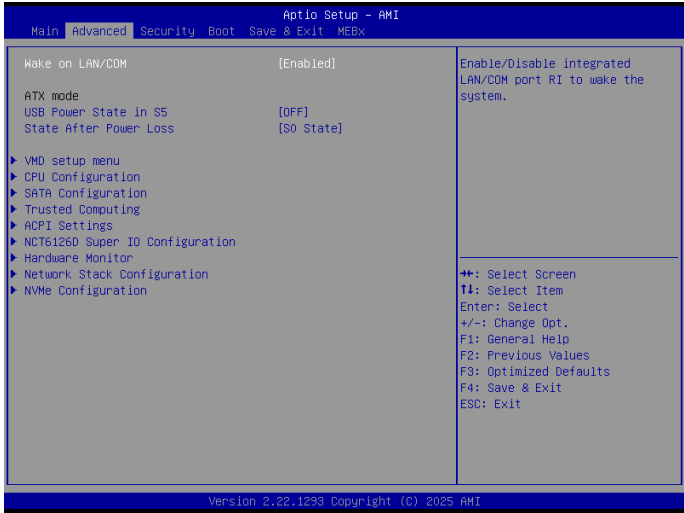 Aptio Setup – AMI
Main Advanced Security Boot Save & Exit MEBx
Wake on LAN/COM [Enabled]
ATX mode
USB Power State in S5 [OFF]
State After Power Loss [S0 State]
VMD setup menu
CPU Configuration
SATA Configuration
Trusted Computing
ACPI Settings
NCT6126D Super IO Configuration
Hardware Monitor
Network Stack Configuration
NVMe Configuration
Enable/Disable integrated
LAN/COM port RI to wake the
system.
→←: Select Screen
↑↓: Select Item
Enter: Select
+/-: Change Opt.
F1: General Help
F2: Previous Values
F3: Optimized Defaults
F4: Save & Exit
ESC: Exit
Version 2.22.1293 Copyright (C) 2025 AMI